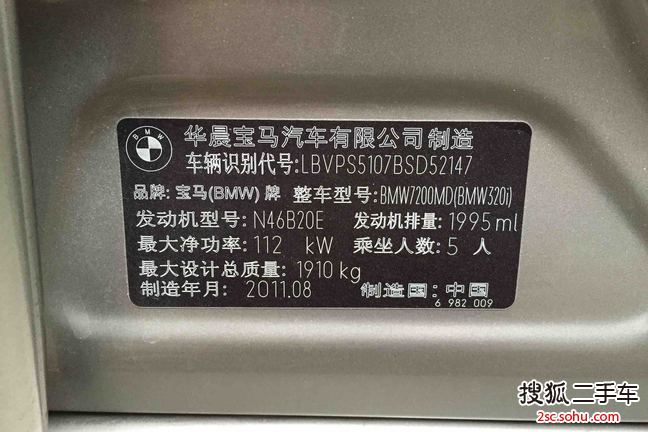 BMW
华晨宝马汽车有限公司 制造
车辆识别代号:LBVPS5107BSD52147
品牌:宝马(BMW)牌 整车型号:BMW7200MD(BMW320i)
发动机型号:N46B20E 发动机排量:1995ml
最大净功率:112 kW 乘坐人数:5 人
最大设计总质量:1910 kg
制造年月:2011.08 制造国:中国
6 982 009
搜狐二手车
2sc.sohu.com